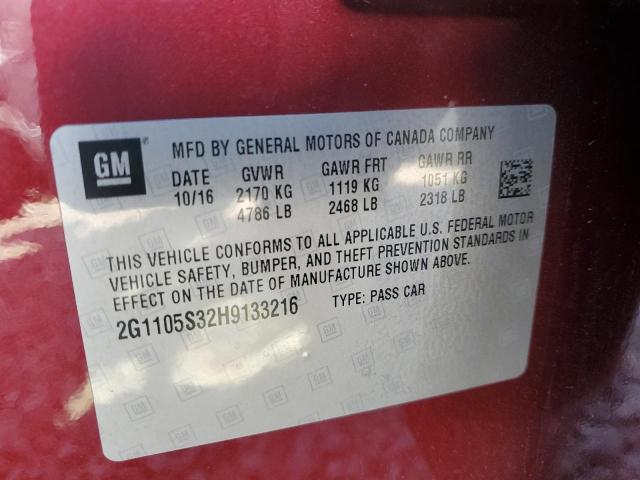 GM
MFD BY GENERAL MOTORS OF CANADA COMPANY
DATE GVWR GAWR FRT GAWR RR
10/16 2170 KG 1119 KG 1051 KG
4786 LB 2468 LB 2318 LB
THIS VEHICLE CONFORMS TO ALL APPLICABLE U.S. FEDERAL MOTOR
VEHICLE SAFETY, BUMPER, AND THEFT PREVENTION STANDARDS IN
EFFECT ON THE DATE OF MANUFACTURE SHOWN ABOVE.
2G1105S32H9133216 TYPE: PASS CAR